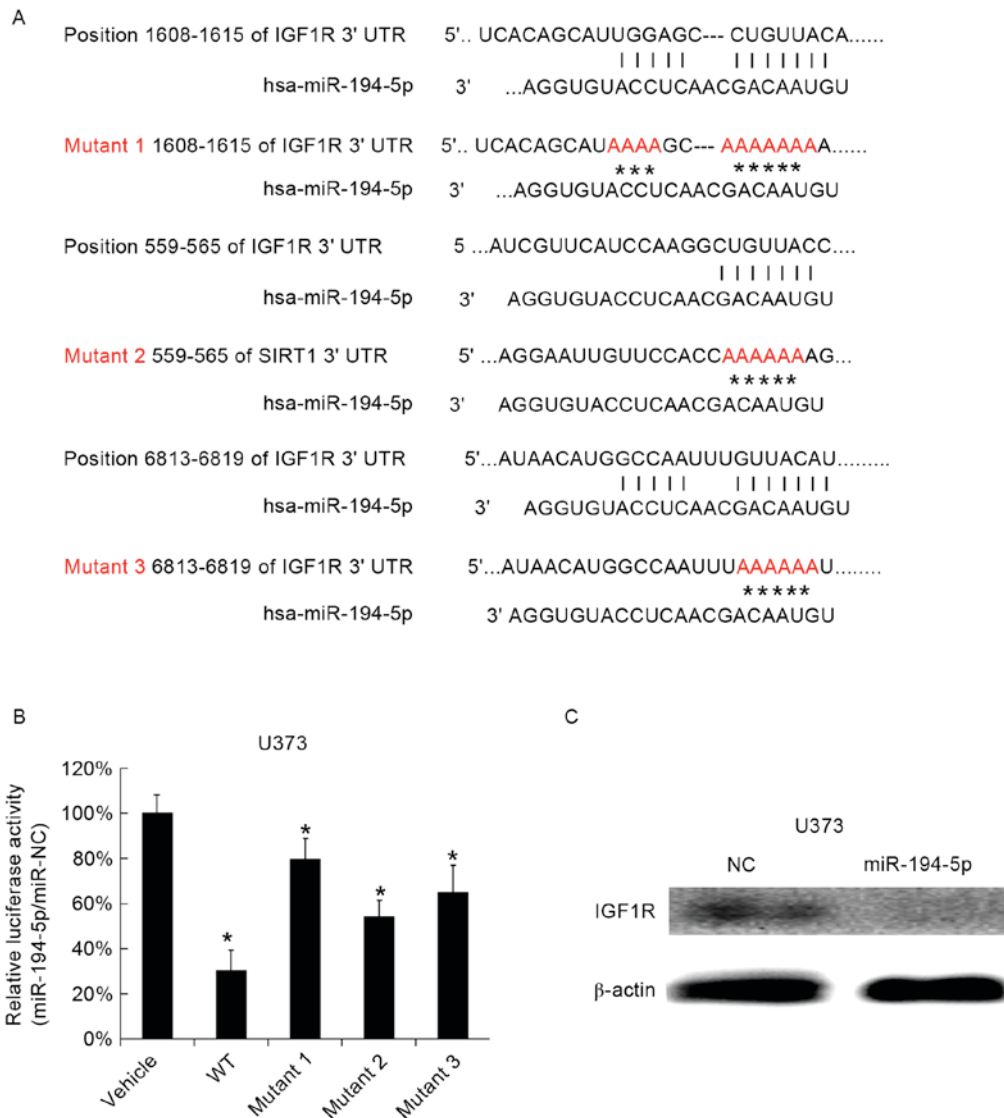 A
Position 1608-1615 of IGF1R 3' UTR 5'.. UCACAGCAUUGGAGC--- CUGUUACA......
hsa-miR-194-5p 3' ...AGGUGUACCUCAACGACAAUGU
Mutant 1 1608-1615 of IGF1R 3' UTR 5'.. UCACAGCAUAAAAGC--- AAAAAAAA......
*** *****
hsa-miR-194-5p 3' ...AGGUGUACCUCAACGACAAUGU
Position 559-565 of IGF1R 3' UTR 5 ...AUCGUUCAUCCAAGGCUGUUACC....
hsa-miR-194-5p 3' AGGUGUACCUCAACGACAAUGU
Mutant 2 559-565 of SIRT1 3' UTR 5' ...AGGAAUUGUUCCACCAAAAAAAG...
*****
hsa-miR-194-5p 3' AGGUGUACCUCAACGACAAUGU
Position 6813-6819 of IGF1R 3' UTR 5'...AUAACAUGGCCAAUUUGUUACAU.........
hsa-miR-194-5p 3' AGGUGUACCUCAACGACAAUGU
Mutant 3 6813-6819 of IGF1R 3' UTR 5'...AUAACAUGGCCAAUUUAAAAAAU........
*****
hsa-miR-194-5p 3' AGGUGUACCUCAACGACAAUGU
B
U373
Relative luciferase activity
(miR-194-5p/miR-NC)
120%
100%
80%
60%
40%
20%
0%
* * * *
Vehicle WT Mutant 1 Mutant 2 Mutant 3
C
U373
NC miR-194-5p
IGF1R
β-actin